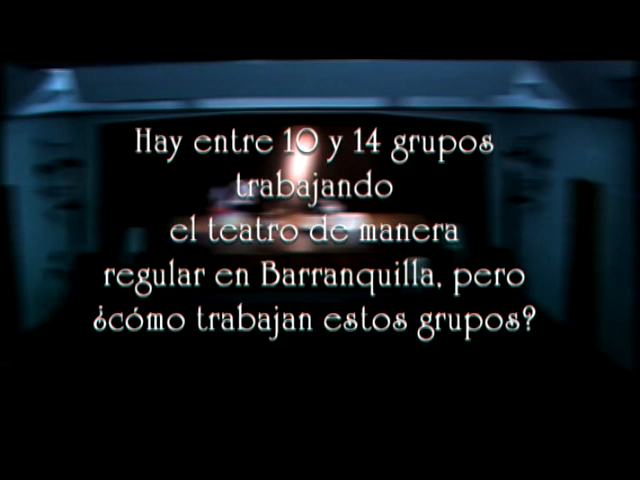 Hay entre 10 y 14 grupos
trabajando
el teatro de manera
regular en Barranquilla, pero
¿cómo trabajan estos grupos?